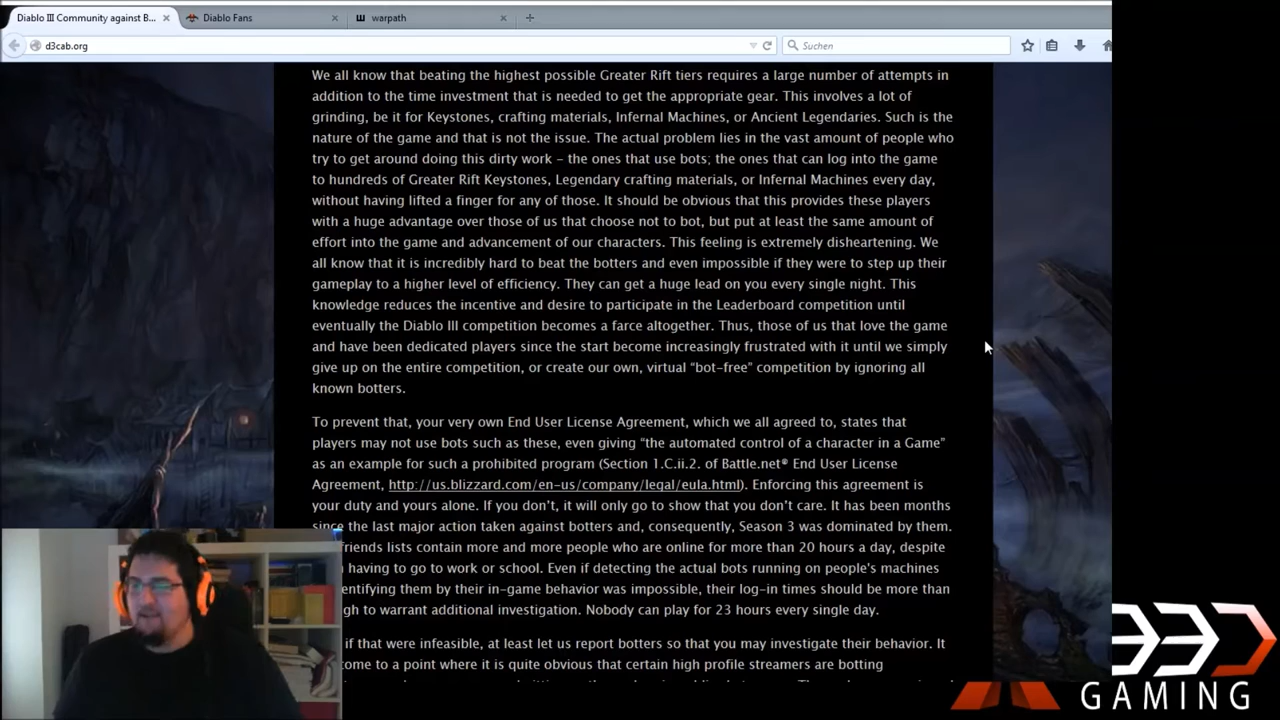 Diablo III Community against B...
Diablo Fans
warpath
d3cab.org
Suchen
We all know that beating the highest possible Greater Rift tiers requires a large number of attempts in
addition to the time investment that is needed to get the appropriate gear. This involves a lot of
grinding, be it for Keystones, crafting materials, Infernal Machines, or Ancient Legendaries. Such is the
nature of the game and that is not the issue. The actual problem lies in the vast amount of people who
try to get around doing this dirty work – the ones that use bots; the ones that can log into the game
to hundreds of Greater Rift Keystones, Legendary crafting materials, or Infernal Machines every day,
without having lifted a finger for any of those. It should be obvious that this provides these players
with a huge advantage over those of us that choose not to bot, but put at least the same amount of
effort into the game and advancement of our characters. This feeling is extremely disheartening. We
all know that it is incredibly hard to beat the botters and even impossible if they were to step up their
gameplay to a higher level of efficiency. They can get a huge lead on you every single night. This
knowledge reduces the incentive and desire to participate in the Leaderboard competition until
eventually the Diablo III competition becomes a farce altogether. Thus, those of us that love the game
and have been dedicated players since the start become increasingly frustrated with it until we simply
give up on the entire competition, or create our own, virtual “bot-free” competition by ignoring all
known botters.
To prevent that, your very own End User License Agreement, which we all agreed to, states that
players may not use bots such as these, even giving “the automated control of a character in a Game”
as an example for such a prohibited program (Section 1.C.ii.2. of Battle.net® End User License
Agreement, http://us.blizzard.com/en-us/company/legal/eula.html). Enforcing this agreement is
your duty and yours alone. If you don’t, it will only go to show that you don’t care. It has been months
since the last major action taken against botters and, consequently, Season 3 was dominated by them.
friends lists contain more and more people who are online for more than 20 hours a day, despite
having to go to work or school. Even if detecting the actual bots running on people’s machines
entifying them by their in-game behavior was impossible, their log-in times should be more than
gh to warrant additional investigation. Nobody can play for 23 hours every single day.
if that were infeasible, at least let us report botters so that you may investigate their behavior. It
come to a point where it is quite obvious that certain high profile streamers are botting
GAMING